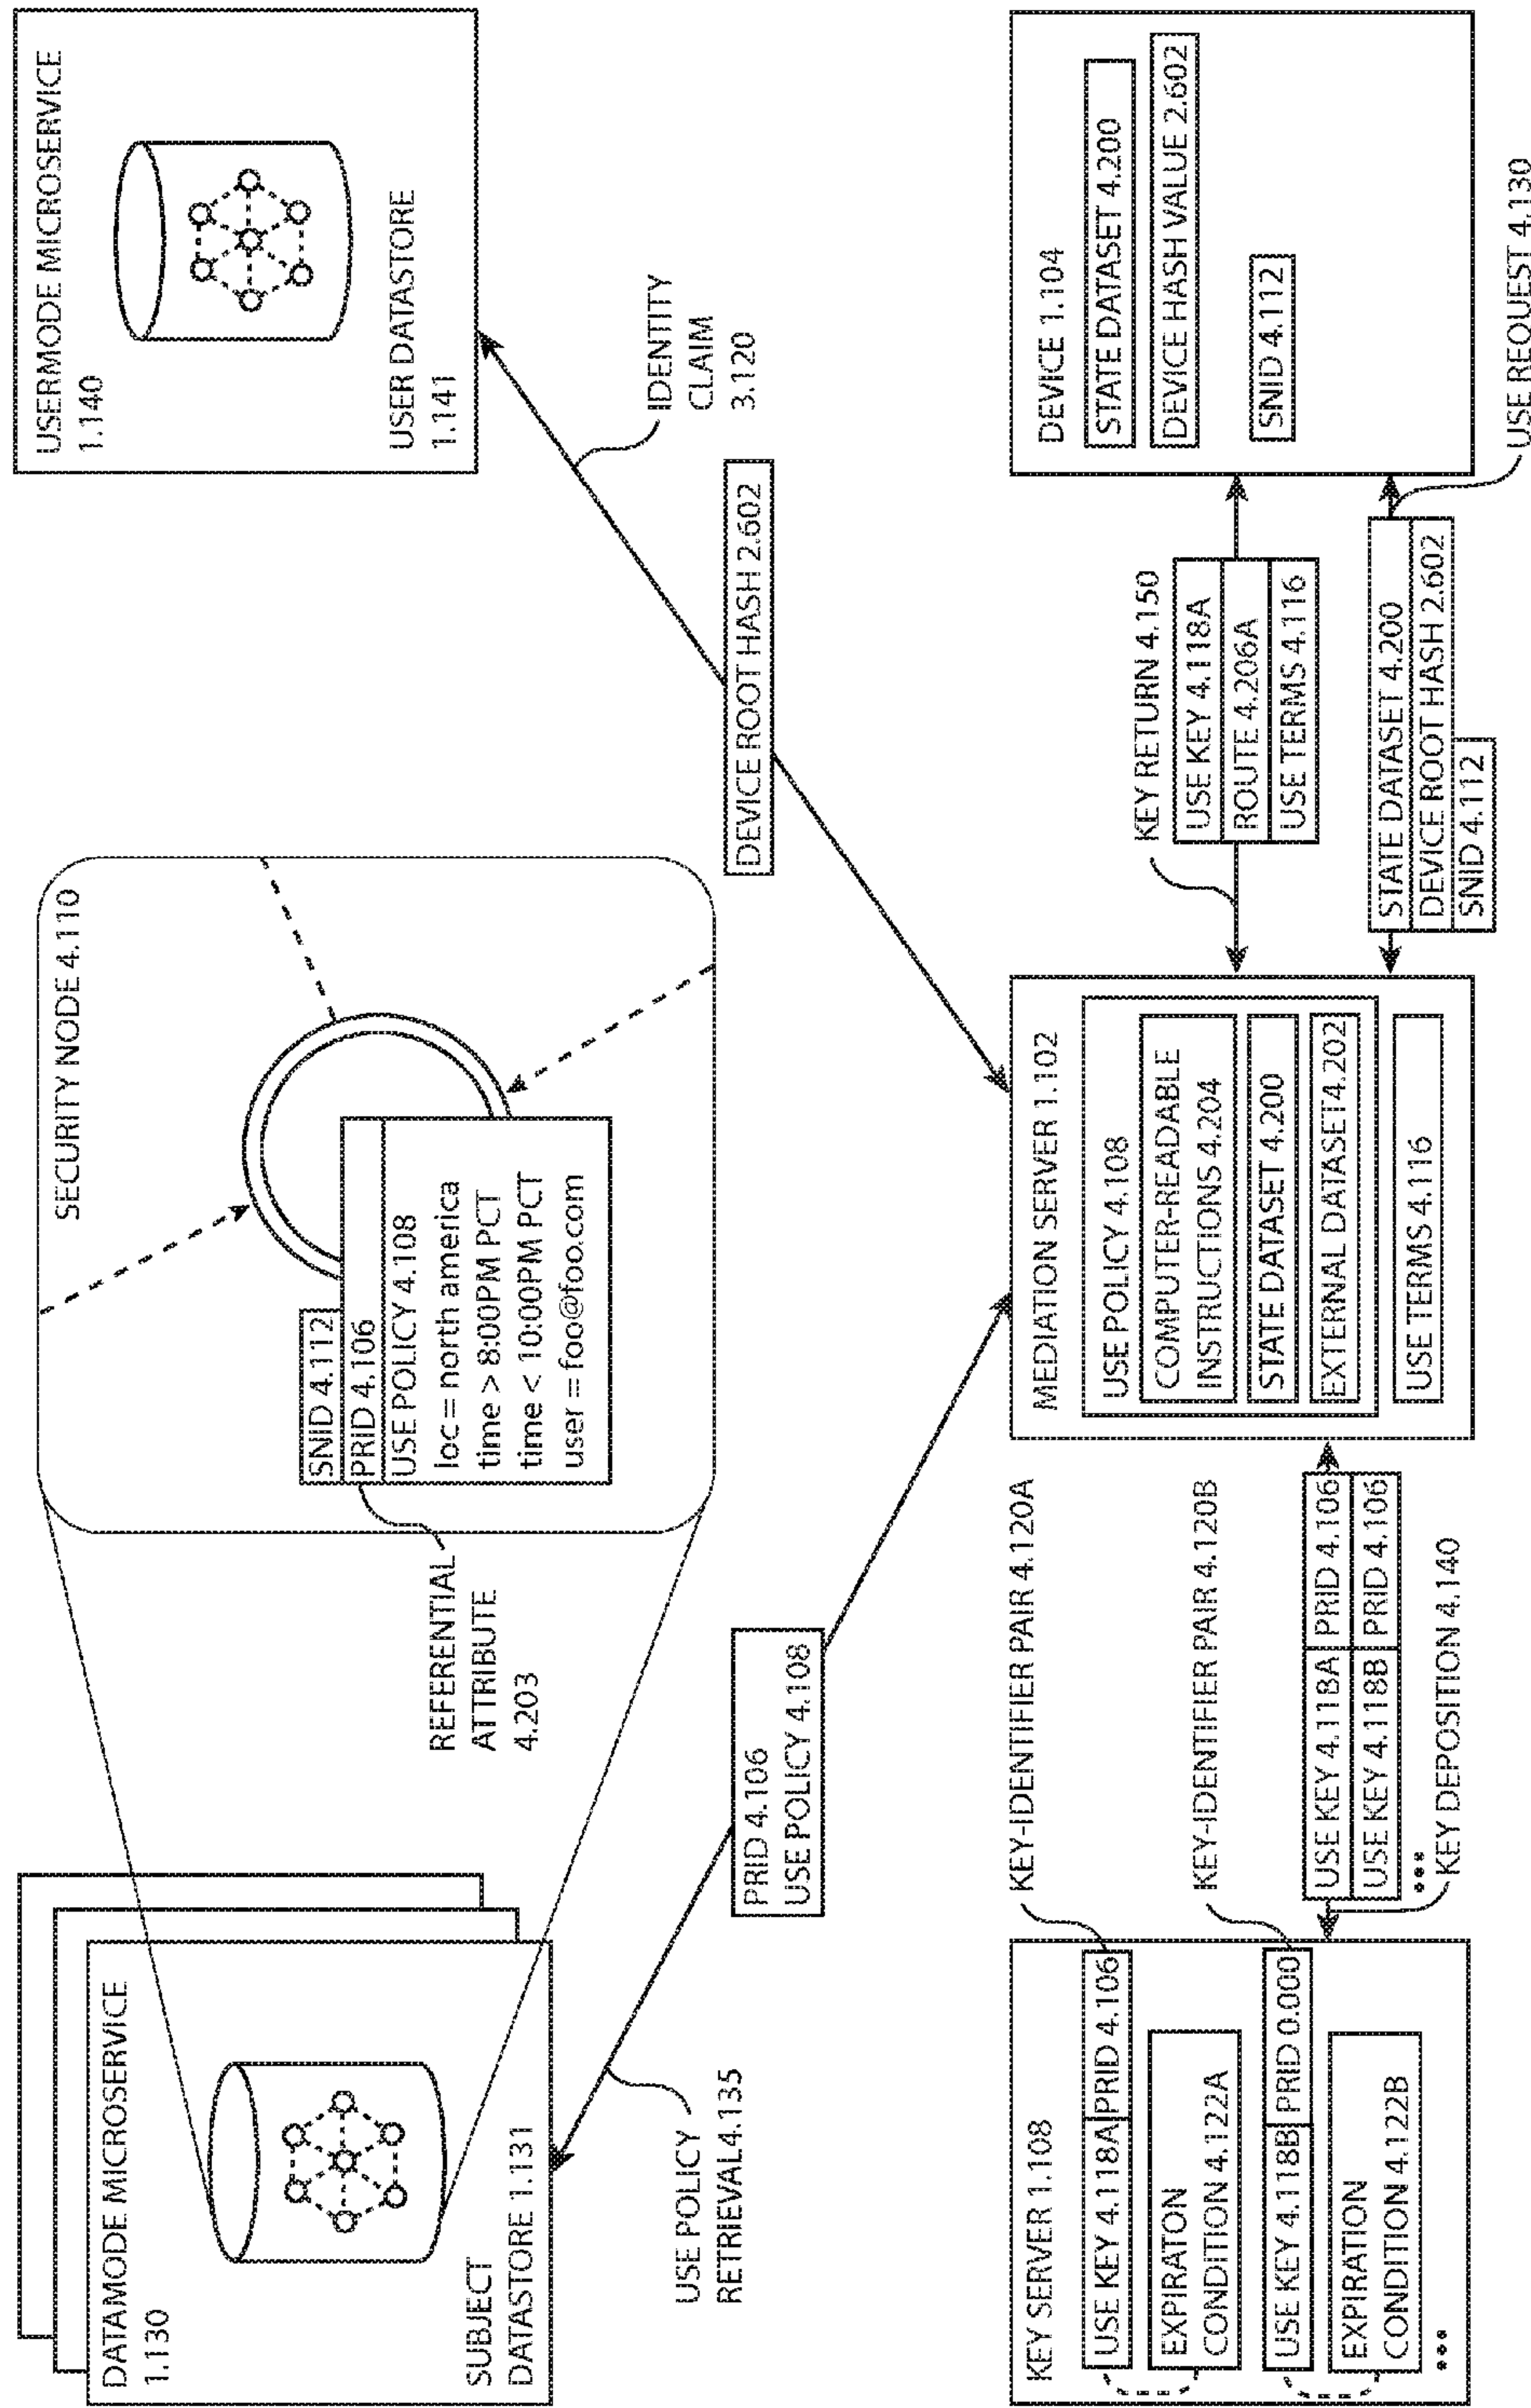 DATAMODE MICROSERVICE
1.130
SUBJECT
DATASTORE 1.131
SECURITY NODE 4.110
SNID 4.112
PRID 4.106
USE POLICY 4.108
loc = north america
time > 8:00PM PCT
time < 10:00PM PCT
user = foo@foo.com
REFERENTIAL
ATTRIBUTE
4.203
USERMODE MICROSERVICE
1.140
USER DATASTORE
1.141
USE POLICY
RETRIEVAL4.135
PRID 4.106
USE POLICY 4.108
DEVICE ROOT HASH 2.602
IDENTITY
CLAIM
3.120
KEY SERVER 1.108
USE KEY 4.118A PRID 4.106
EXPIRATON
CONDITION 4.122A
USE KEY 4.118B PRID 0.000
EXPIRATION
CONDITION 4.122B
•••
KEY-IDENTIFIER PAIR 4.120A
KEY-IDENTIFIER PAIR 4.120B
USE KEY 4.118A PRID 4.106
USE KEY 4.118B PRID 4.106
•••
KEY DEPOSITION 4.140
MEDIATION SERVER 1.102
USE POLICY 4.108
COMPUTER-READABLE
INSTRUCTIONS 4.204
STATE DATASET 4.200
EXTERNAL DATASET4.202
USE TERMS 4.116
KEY RETURN 4.150
USE KEY 4.118A
ROUTE 4.206A
USE TERMS 4.116
STATE DATASET 4.200
DEVICE ROOT HASH 2.602
SNID 4.112
DEVICE 1.104
STATE DATASET 4.200
DEVICE HASH VALUE 2.602
SNID 4.112
USE REQUEST 4.130